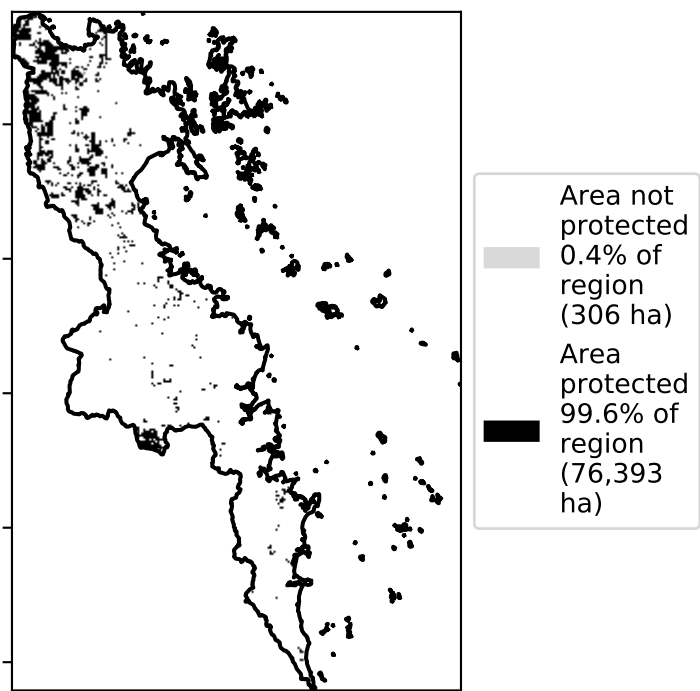 Area not
protected
0.4% of
region
(306 ha)
Area
protected
99.6% of
region
(76,393
ha)